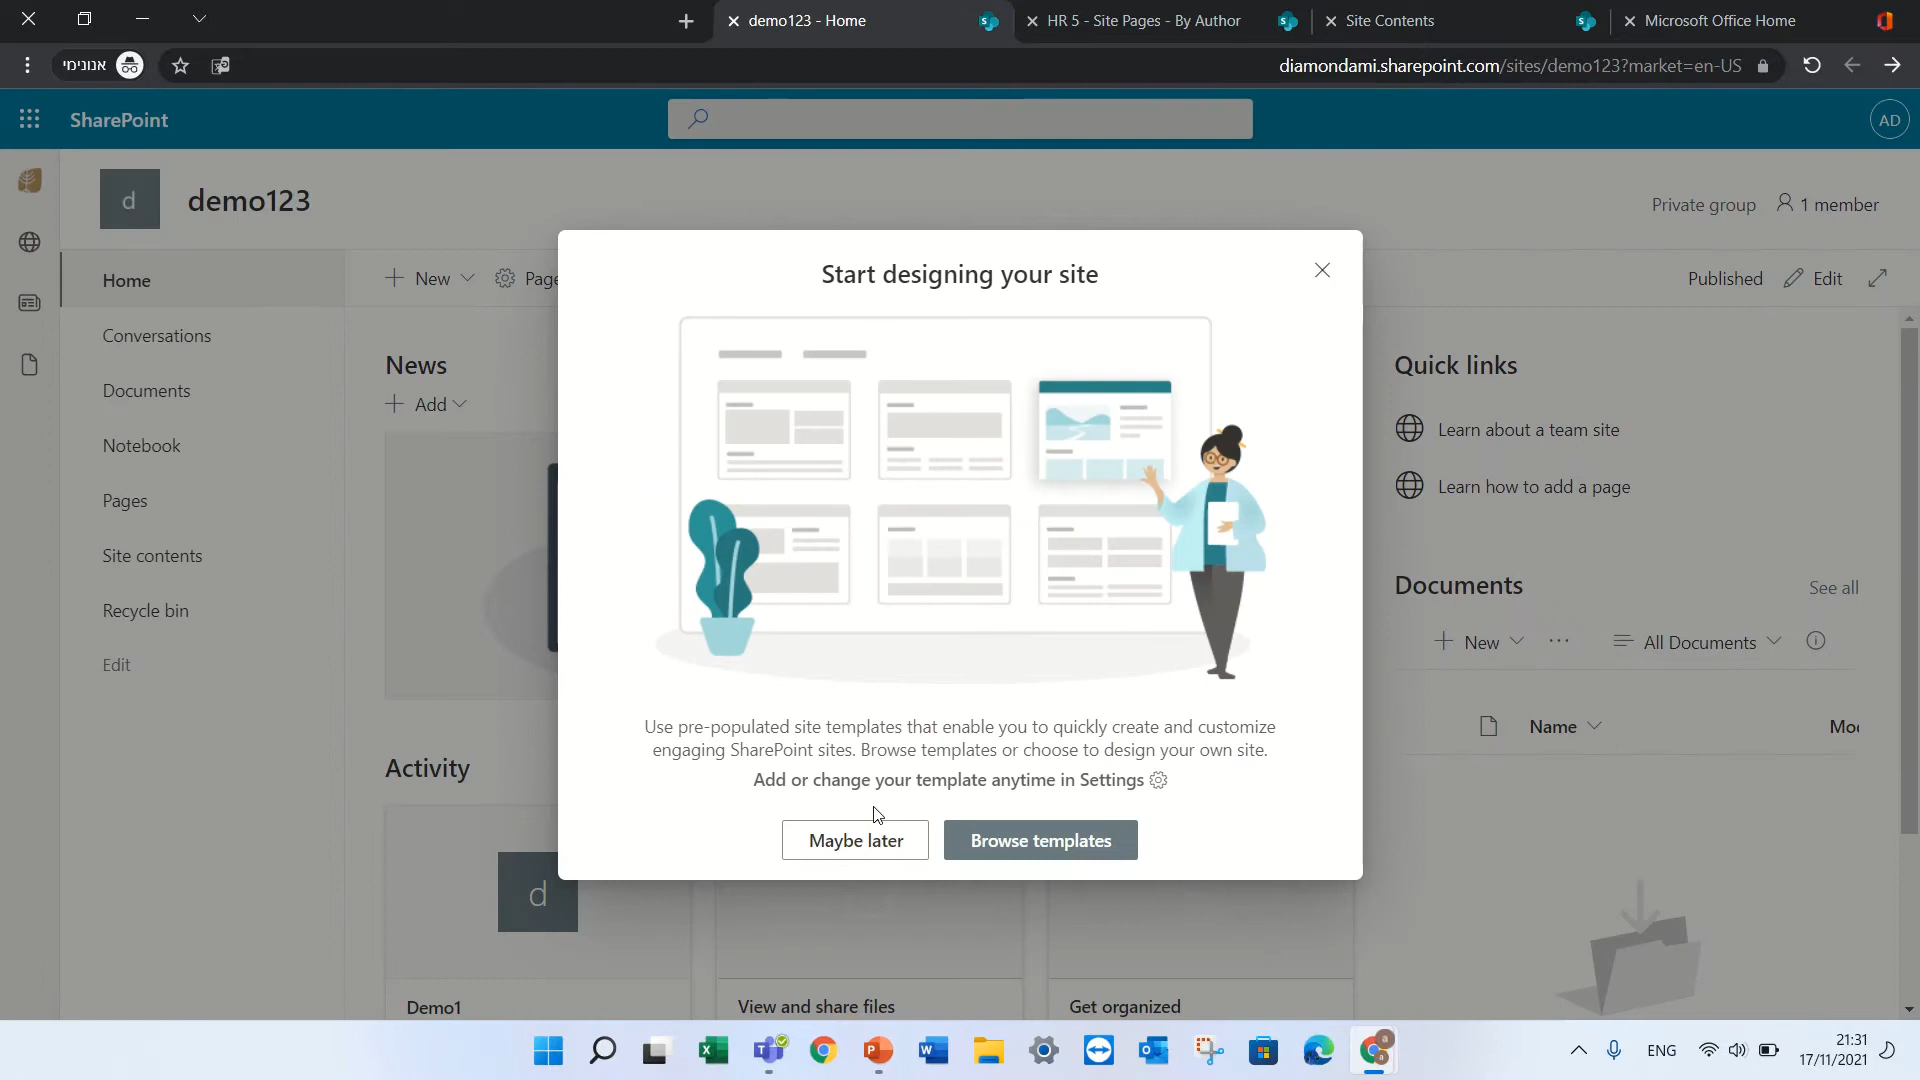 demo123 - Home
HR 5 - Site Pages - By Author
Site Contents
Microsoft Office Home
אנונימי
diamondami.sharepoint.com/sites/demo123?market=en-US
SharePoint
AD
d
demo123
Private group
1 member
Home
New
Page
Published
Edit
Conversations
Documents
Notebook
Pages
Site contents
Recycle bin
Edit
News
Add
Start designing your site
Use pre-populated site templates that enable you to quickly create and customize
engaging SharePoint sites. Browse templates or choose to design your own site.
Add or change your template anytime in Settings
Maybe later
Browse templates
Quick links
Learn about a team site
Learn how to add a page
Documents
See all
New
All Documents
Name
Mod
Activity
d
Demo1
View and share files
Get organized
ENG
21:31
17/11/2021